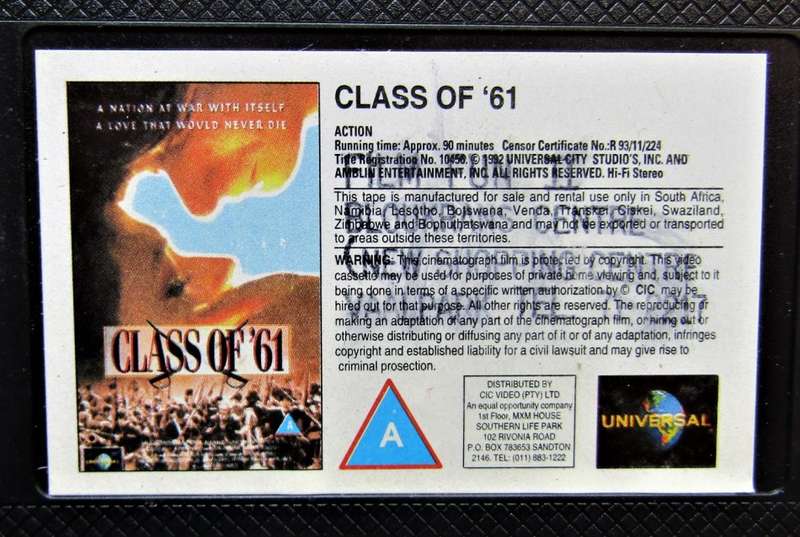 A NATION AT WAR WITH ITSELF
A LOVE THAT WOULD NEVER DIE
CLASS OF '61
A
CLASS OF '61
ACTION
Running time: Approx. 90 minutes Censor Certificate No.:R 93/11/224
Title Registration No. 10450. © 1992 UNIVERSAL CITY STUDIO'S, INC. AND
AMBLIN ENTERTAINMENT, INC. ALL RIGHTS RESERVED. Hi-Fi Stereo
This tape is manufactured for sale and rental use only in South Africa,
Namibia, Lesotho, Botswana, Venda, Transkei, Ciskei, Swaziland,
Zimbabwe and Bophuthatswana and may not be exported or transported
to areas outside these territories.
WARNING: This cinematograph film is protected by copyright. This video
cassette may be used for purposes of private home viewing and, subject to it
being done in terms of a specific written authorization by © CIC, may be
hired out for that purpose. All other rights are reserved. The reproducing or
making an adaptation of any part of the cinematograph film, or hiring out or
otherwise distributing or diffusing any part of it or of any adaptation, infringes
copyright and established liability for a civil lawsuit and may give rise to
criminal prosection.
FILM FUN II
CENTRE
(NEW SHOPPING CENTRE
A
DISTRIBUTED BY
CIC VIDEO (PTY) LTD
An equal opportunity company
1st Floor, MXM HOUSE
SOUTHERN LIFE PARK
102 RIVONIA ROAD
P.O. BOX 783653 SANDTON
2146. TEL: (011) 883-1222
UNIVERSAL